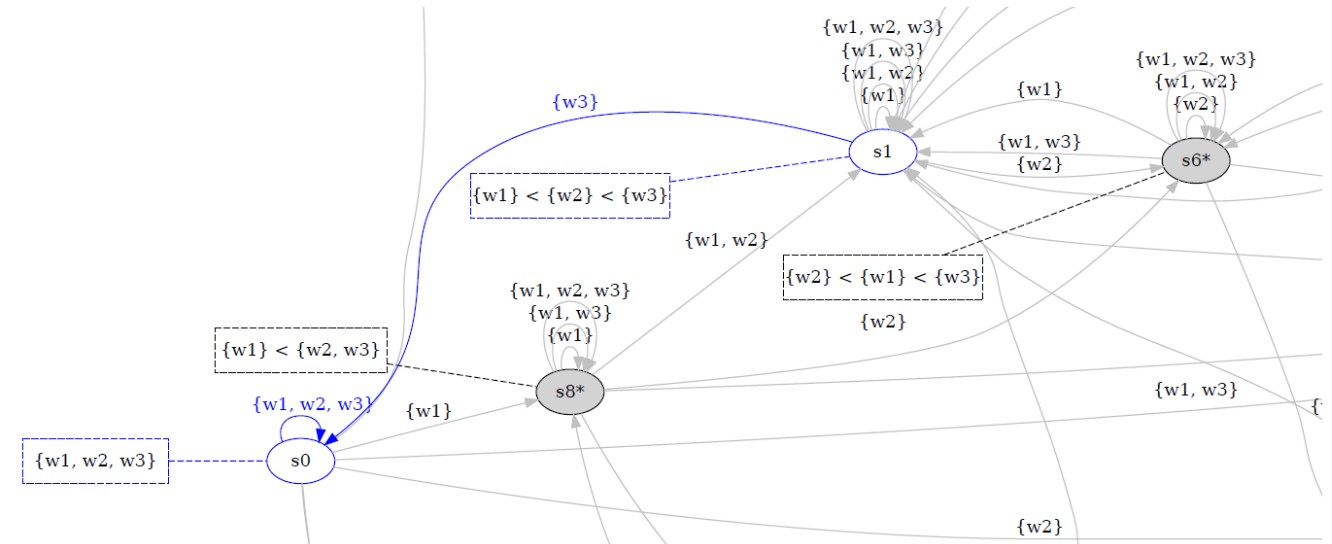 {w1, w2, w3}
{w1, w3}
{w1, w2}
{w1}
{w1, w2, w3}
{w1, w2}
{w2}
{w3}
{w1}
s1
s6*
{w1, w3}
{w2}
{w1} < {w2} < {w3}
{w1, w2}
{w2} < {w1} < {w3}
{w1, w2, w3}
{w1, w3}
{w1}
{w2}
{w1} < {w2, w3}
s8*
{w1, w3}
{w1, w2, w3}
{w1}
{w1, w2, w3}
s0
{w2}